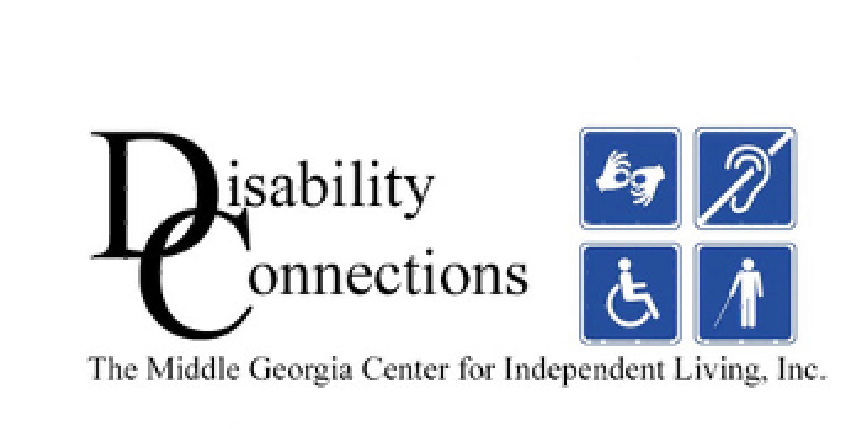 Disability
Connections
The Middle Georgia Center for Independent Living, Inc.